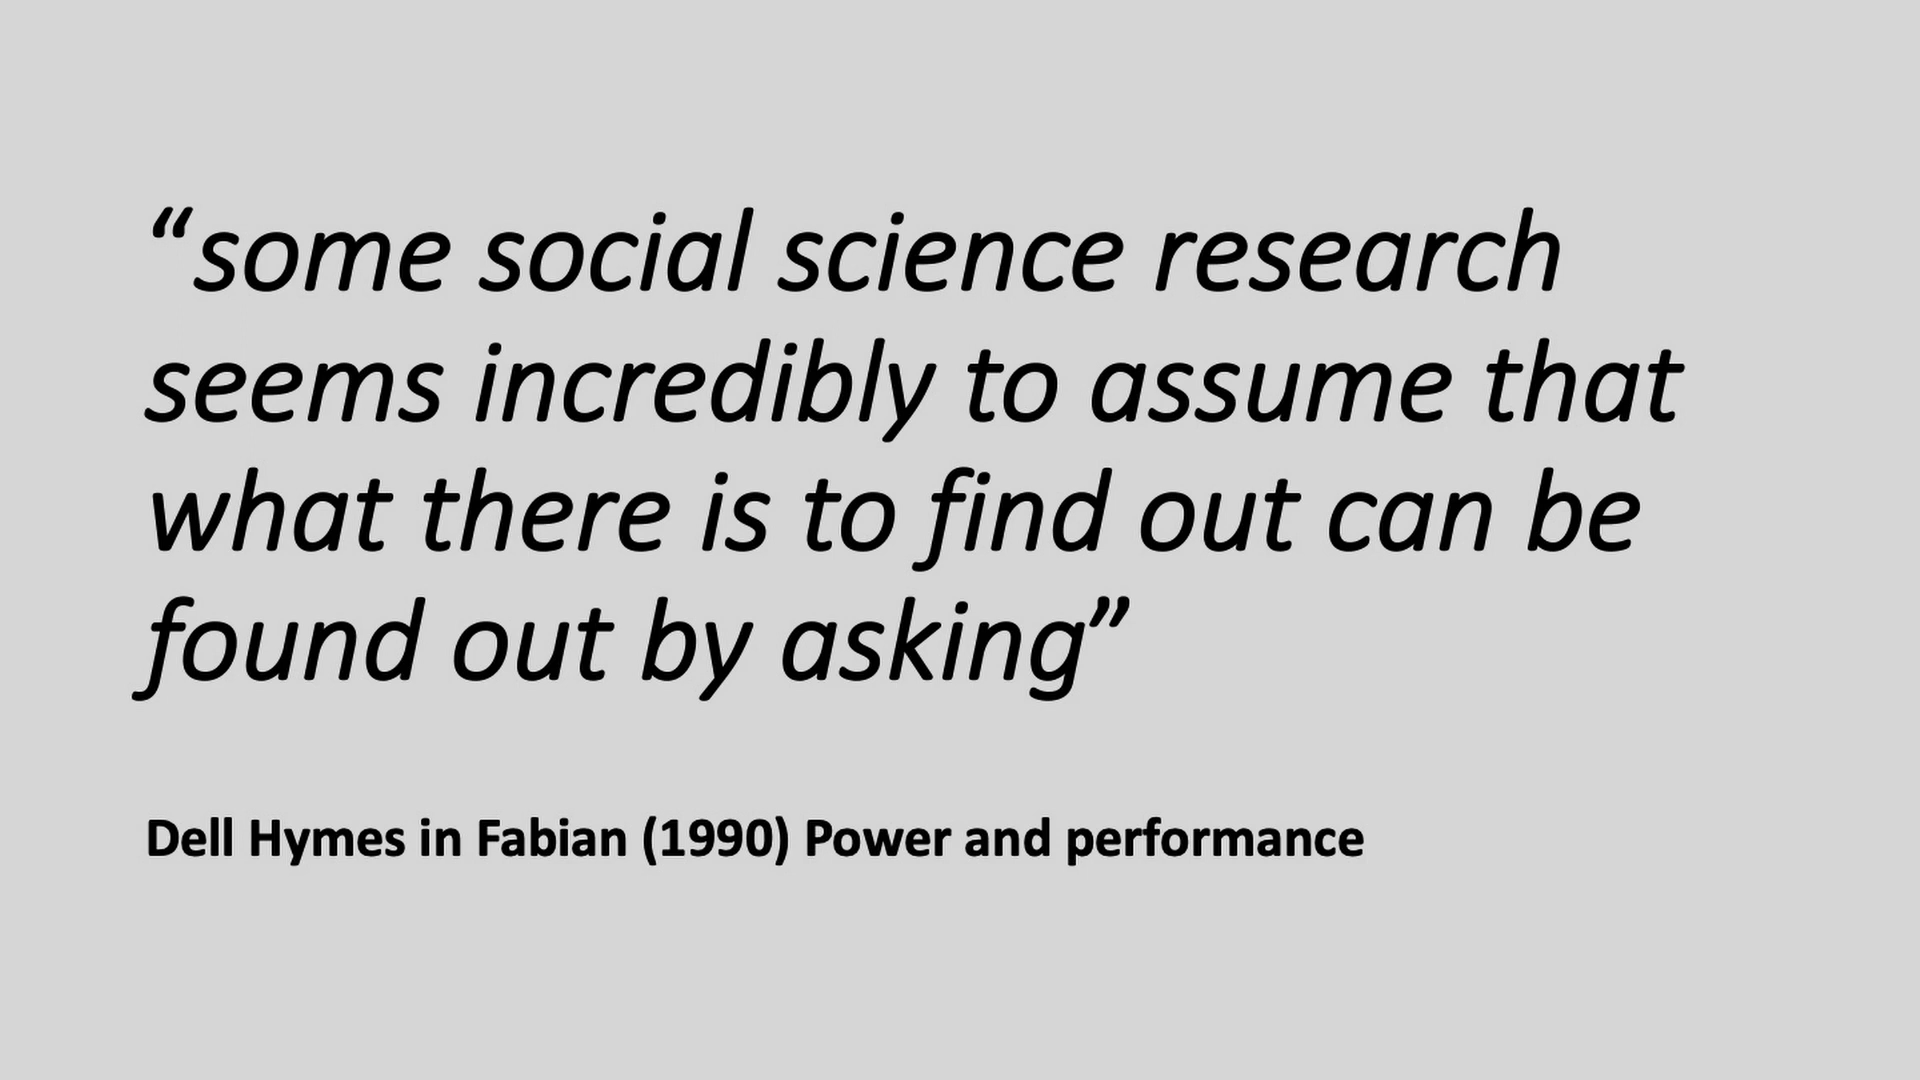 “some social science research
seems incredibly to assume that
what there is to find out can be
found out by asking”
Dell Hymes in Fabian (1990) Power and performance